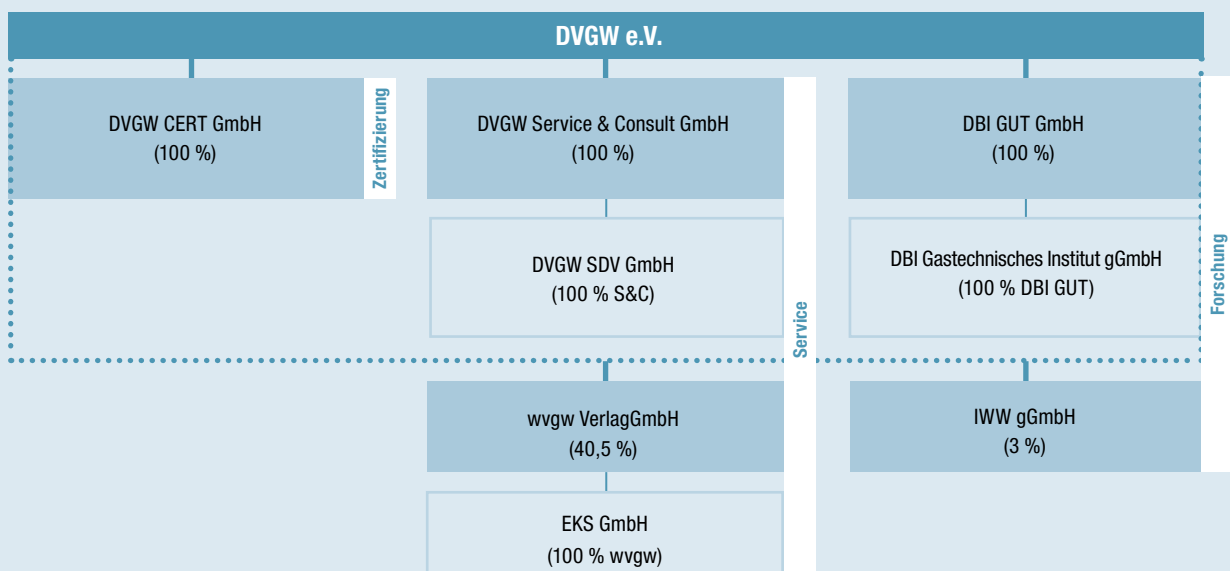 DVGW e.V.
DVGW CERT GmbH
(100 %)
Zertifizierung
DVGW Service & Consult GmbH
(100 %)
DVGW SDV GmbH
(100 % S&C)
wvgw VerlagGmbH
(40,5 %)
EKS GmbH
(100 % wvgw)
Service
DBI GUT GmbH
(100 %)
DBI Gastechnisches Institut gGmbH
(100 % DBI GUT)
IWW gGmbH
(3 %)
Forschung